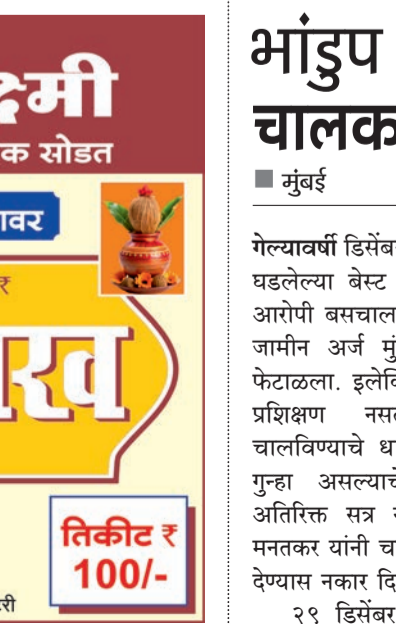 क्ष्मी
क सोडत
वर
₹
ाख
तिकीट ₹
100/-
टरी
भांडुप
चालक
मुंबई
गेल्यावर्षी डिसेंब
घडलेल्या बेस्ट
आरोपी बसचाल
जामीन अर्ज मुं
फेटाळला. इलेक्
प्रशिक्षण नस
चालविण्याचे ध
गुन्हा असल्याचे
अतिरिक्त सत्र
मनतकर यांनी च
देण्यास नकार दि
२९ डिसेंबर